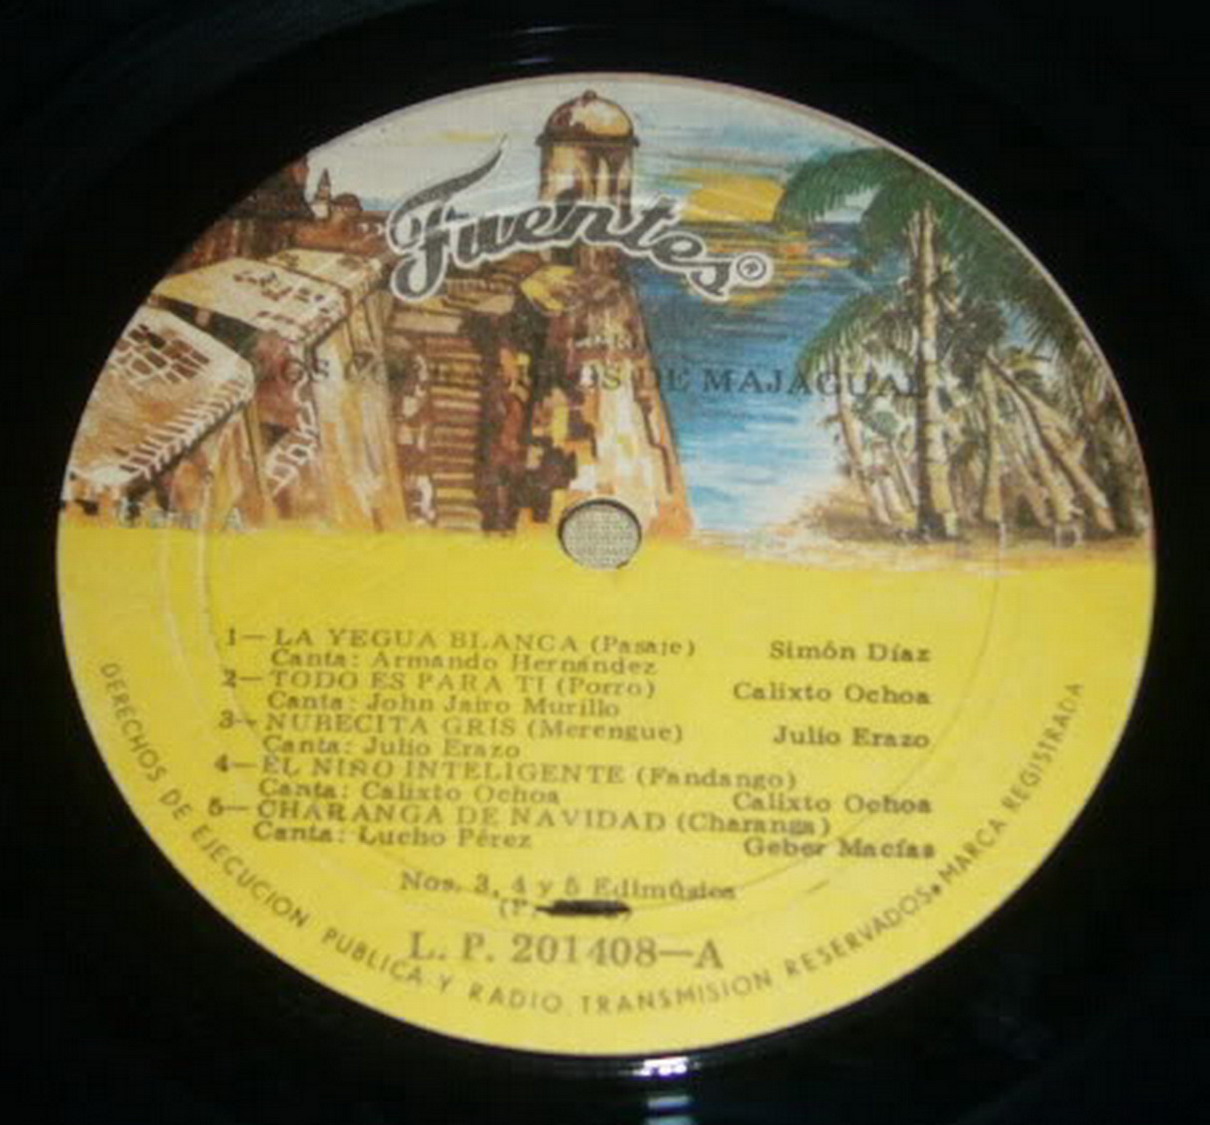 Fuentes®
LOS CORRALEROS DE MAJAGUAL
1— LA YEGUA BLANCA (Pasaje) Simón Díaz
Canta: Armando Hernández
2— TODO ES PARA TI (Porro) Calixto Ochoa
Canta: John Jairo Murillo
3— NUBECITA GRIS (Merengue) Julio Erazo
Canta: Julio Erazo
4— EL NIÑO INTELIGENTE (Fandango)
Canta: Calixto Ochoa Calixto Ochoa
5— CHARANGA DE NAVIDAD (Charanga)
Canta: Lucho Pérez Geber Macías
Nos. 3, 4 y 5 Edimúsica
L. P. 201408—A
DERECHOS DE EJECUCION PUBLICA Y RADIO TRANSMISION RESERVADOS. MARCA REGISTRADA